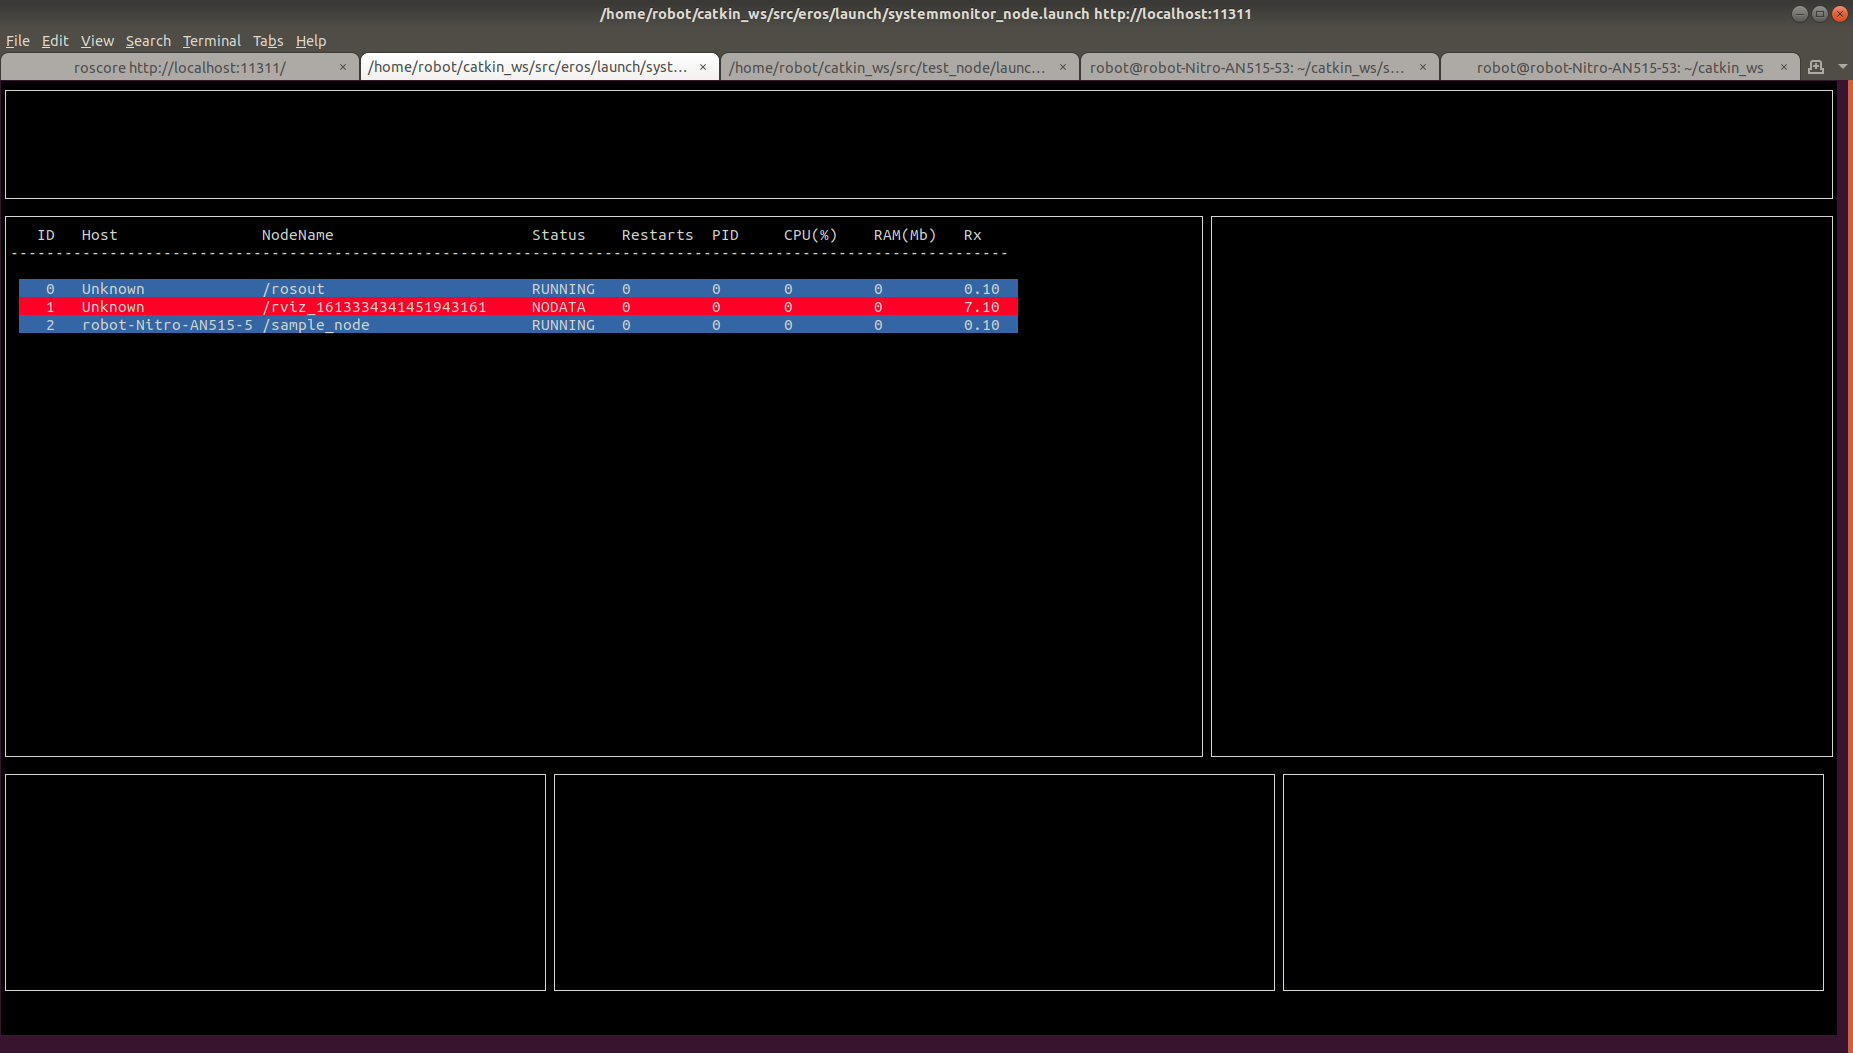 /home/robot/catkin_ws/src/eros/launch/systemmonitor_node.launch http://localhost:11311
File Edit View Search Terminal Tabs Help
roscore http://localhost:11311/ × /home/robot/catkin_ws/src/eros/launch/syst... × /home/robot/catkin_ws/src/test_node/launc... × robot@robot-Nitro-AN515-53: ~/catkin_ws/s... × robot@robot-Nitro-AN515-53: ~/catkin_ws ×
ID Host NodeName Status Restarts PID CPU(%) RAM(Mb) Rx
---------------------------------------------------------------------------------------------------------------
0 Unknown /rosout RUNNING 0 0 0 0 0.10
1 Unknown /rviz_1613334341451943161 NODATA 0 0 0 0 7.10
2 robot-Nitro-AN515-5 /sample_node RUNNING 0 0 0 0 0.10